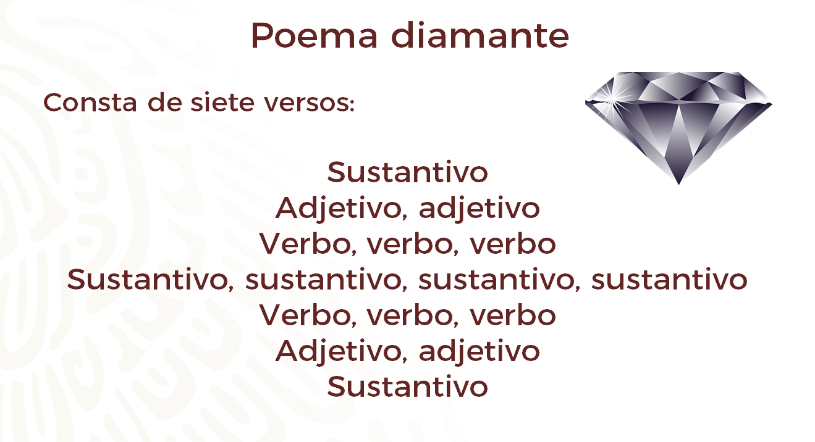 Poema diamante
Consta de siete versos:
Sustantivo
Adjetivo, adjetivo
Verbo, verbo, verbo
Sustantivo, sustantivo, sustantivo, sustantivo
Verbo, verbo, verbo
Adjetivo, adjetivo
Sustantivo